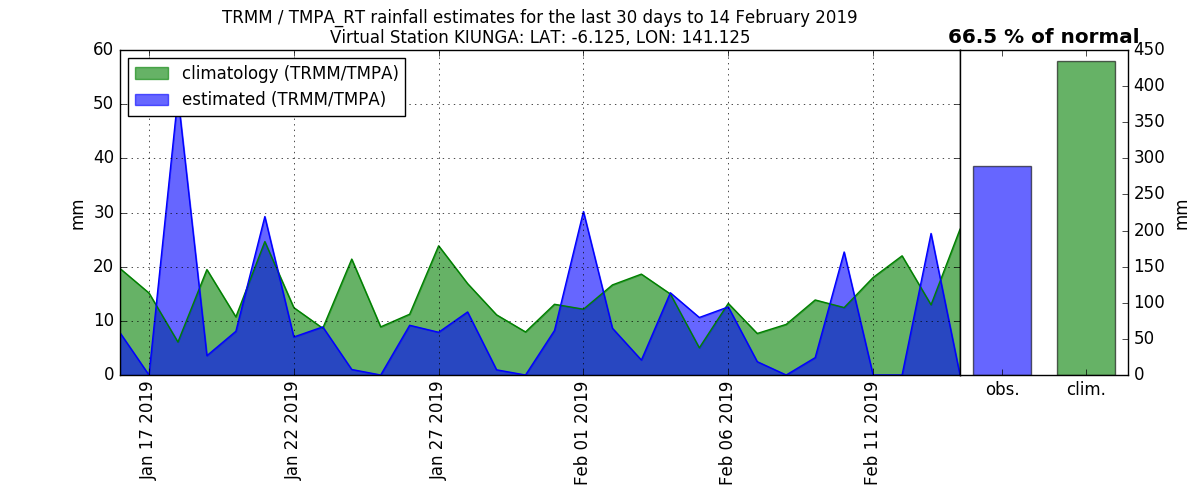 TRMM / TMPA_RT rainfall estimates for the last 30 days to 14 February 2019
Virtual Station KIUNGA: LAT: -6.125, LON: 141.125
66.5 % of normal
climatology (TRMM/TMPA)
estimated (TRMM/TMPA)
60
50
40
30
20
10
0
mm
Jan 17 2019
Jan 22 2019
Jan 27 2019
Feb 01 2019
Feb 06 2019
Feb 11 2019
obs.
clim.
450
400
350
300
250
200
150
100
50
0
mm